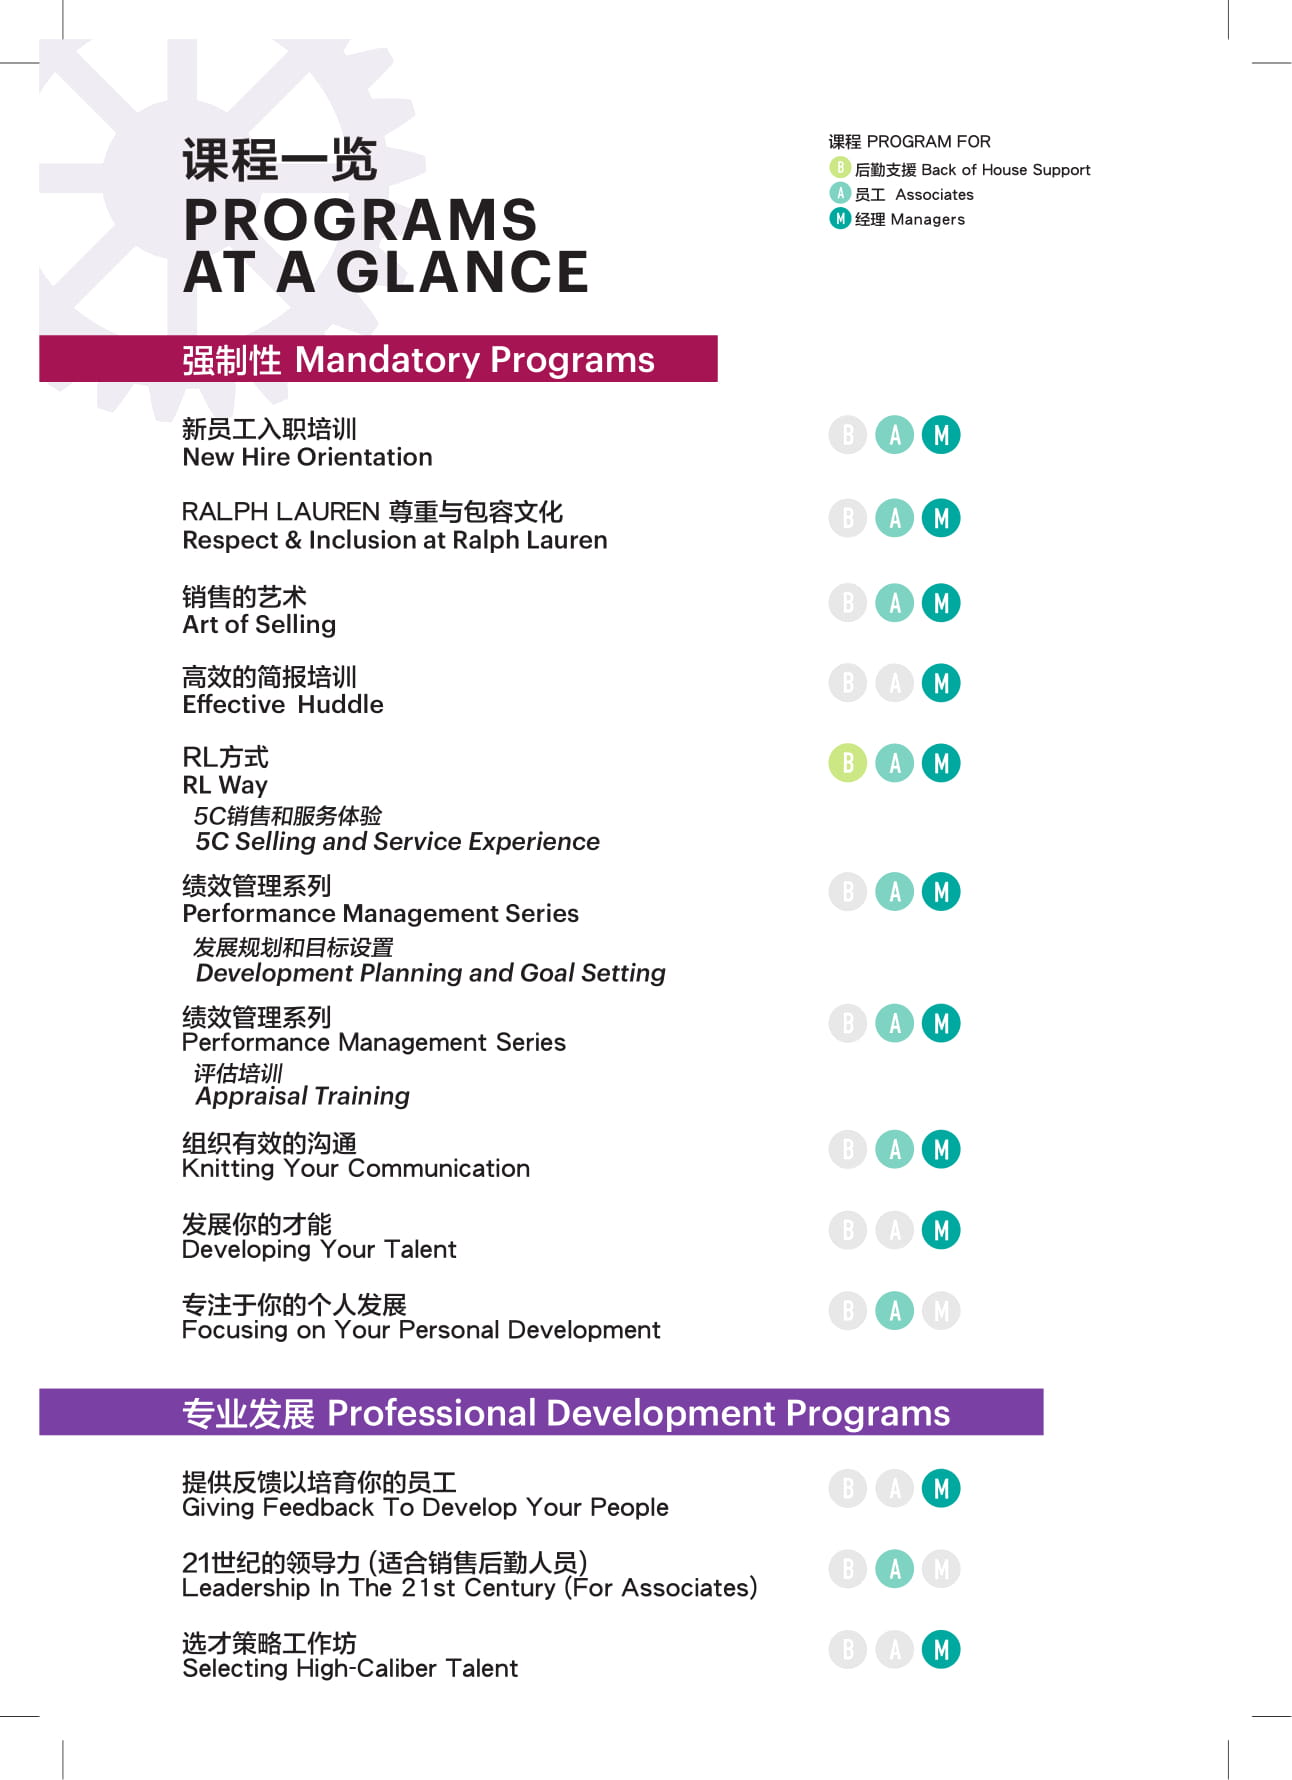 课程一览
PROGRAMS
AT A GLANCE
课程 PROGRAM FOR
B 后勤支援 Back of House Support
A 员工 Associates
M 经理 Managers
强制性 Mandatory Programs
新员工入职培训
New Hire Orientation
B A M
RALPH LAUREN 尊重与包容文化
Respect & Inclusion at Ralph Lauren
B A M
销售的艺术
Art of Selling
B A M
高效的简报培训
Effective Huddle
B A M
RL方式
RL Way
B A M
5C销售和服务体验
5C Selling and Service Experience
绩效管理系列
Performance Management Series
B A M
发展规划和目标设置
Development Planning and Goal Setting
绩效管理系列
Performance Management Series
B A M
评估培训
Appraisal Training
组织有效的沟通
Knitting Your Communication
B A M
发展你的才能
Developing Your Talent
B A M
专注于你的个人发展
Focusing on Your Personal Development
B A M
专业发展 Professional Development Programs
提供反馈以培育你的员工
Giving Feedback To Develop Your People
B A M
21世纪的领导力 (适合销售后勤人员)
Leadership In The 21st Century (For Associates)
B A M
选才策略工作坊
Selecting High-Caliber Talent
B A M